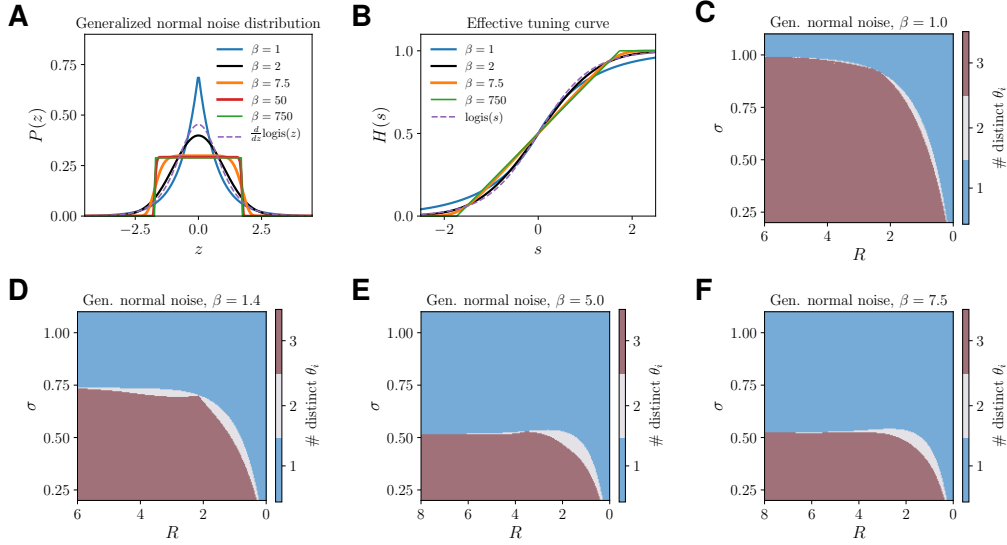 A
Generalized normal noise distribution
P(z)
0.75
0.50
0.25
0.00
−2.5
0.0
2.5
z
β = 1
β = 2
β = 7.5
β = 50
β = 750
d/dz logis(z)
B
Effective tuning curve
H(s)
1.0
0.5
0.0
−2
0
2
s
β = 1
β = 2
β = 7.5
β = 750
logis(s)
C
Gen. normal noise, β = 1.0
σ
1.00
0.75
0.50
0.25
6
4
2
0
R
3
2
1
# distinct θᵢ
D
Gen. normal noise, β = 1.4
σ
1.00
0.75
0.50
0.25
6
4
2
0
R
3
2
1
# distinct θᵢ
E
Gen. normal noise, β = 5.0
σ
1.00
0.75
0.50
0.25
8
6
4
2
0
R
3
2
1
# distinct θᵢ
F
Gen. normal noise, β = 7.5
σ
1.00
0.75
0.50
0.25
8
6
4
2
0
R
3
2
1
# distinct θᵢ